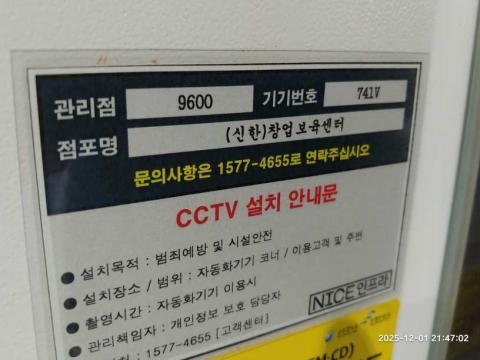 관리점 9600 기기번호 741V
점포명 (신한)창업보육센터
문의사항은 1577-4655로 연락주십시오
CCTV 설치 안내문
● 설치목적 : 범죄예방 및 시설안전
● 설치장소 / 범위 : 자동화기기 코너 / 이용고객 및 주변
● 촬영시간 : 자동화기기 이용시
● 관리책임자 : 개인정보 보호 담당자
: 1577-4655 [고객센터]
NICE인프라
2025-12-01 21:47:02